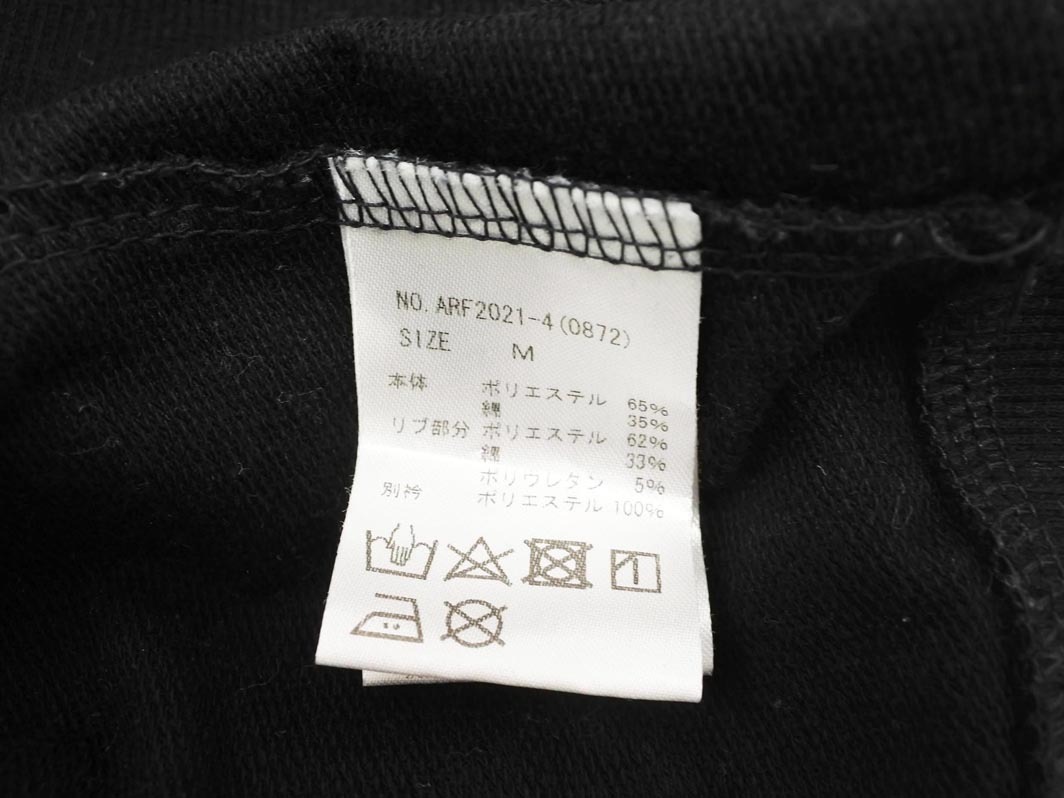 NO. ARF2021-4(0872)
SIZE M
本体 ポリエステル 65%
綿 35%
リブ部分 ポリエステル 62%
綿 33%
ポリウレタン 5%
別衿 ポリエステル 100%